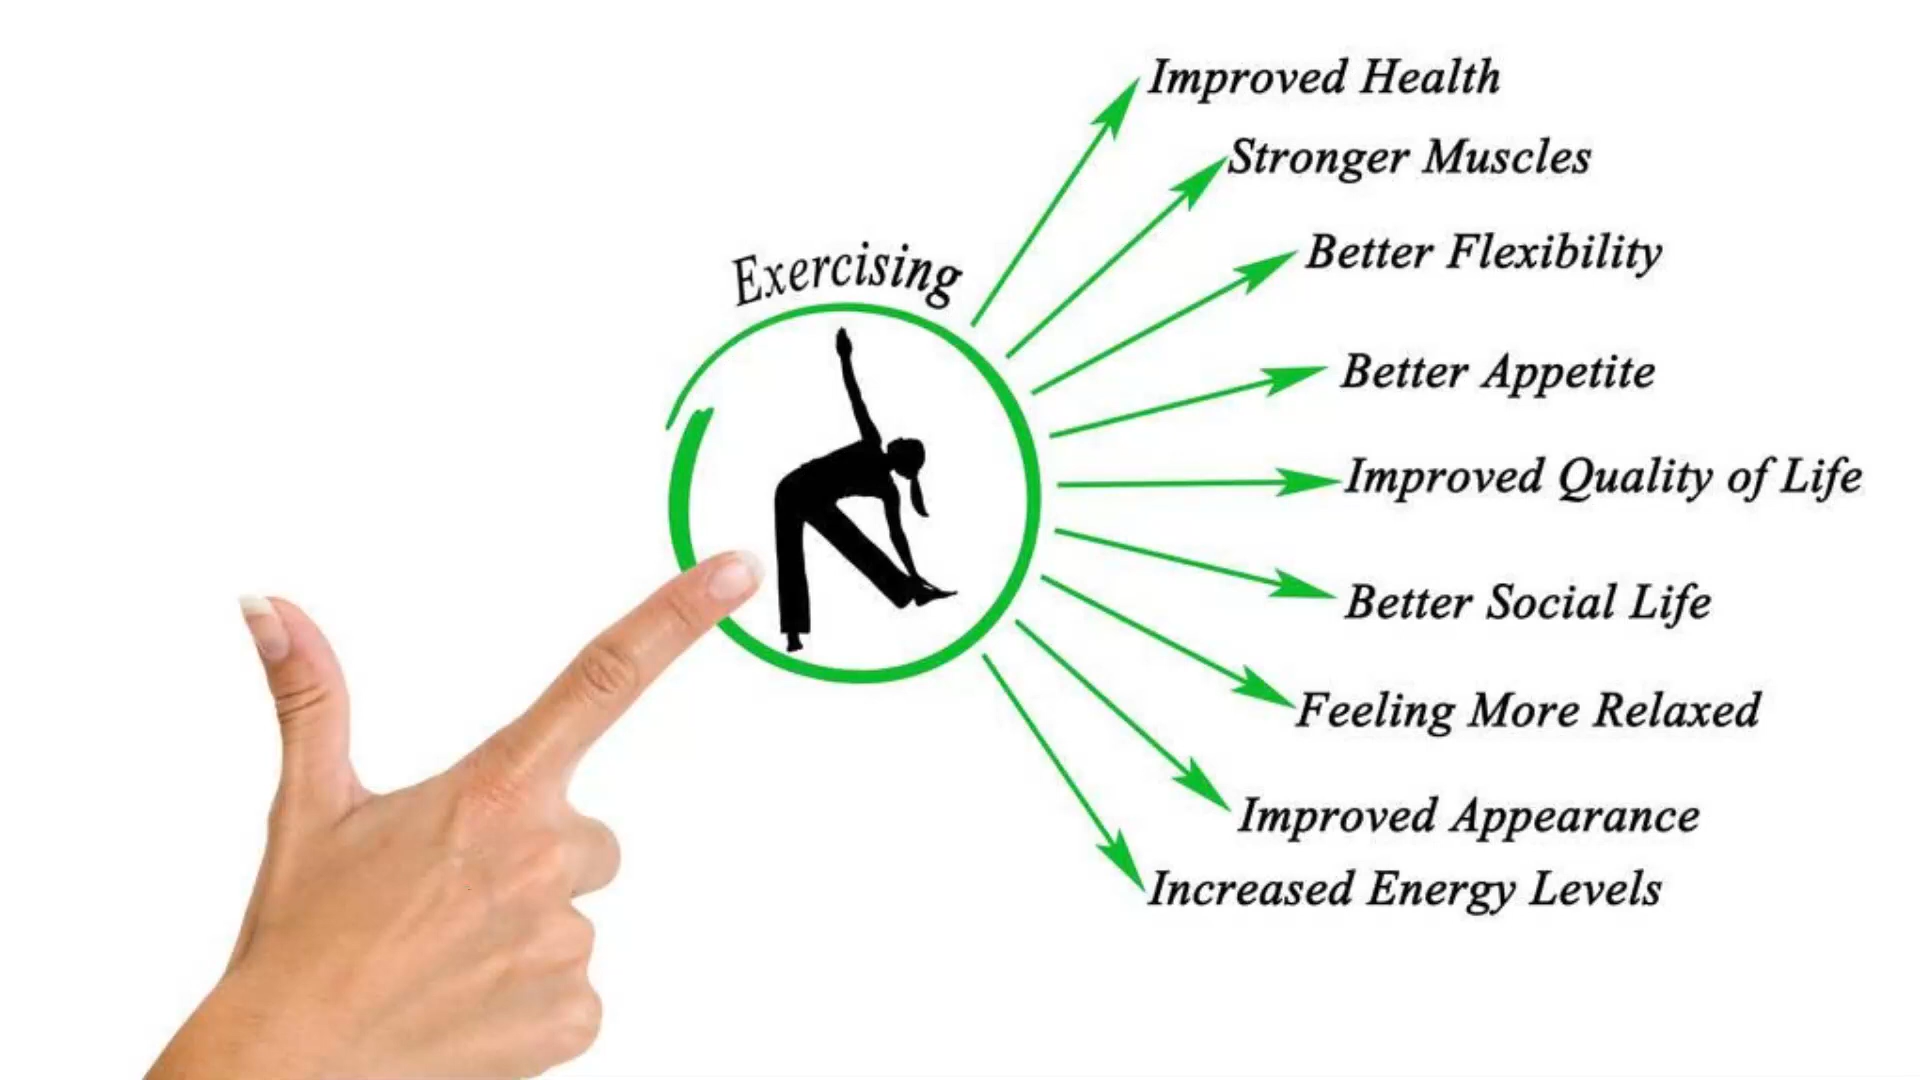 Exercising
Improved Health
Stronger Muscles
Better Flexibility
Better Appetite
Improved Quality of Life
Better Social Life
Feeling More Relaxed
Improved Appearance
Increased Energy Levels